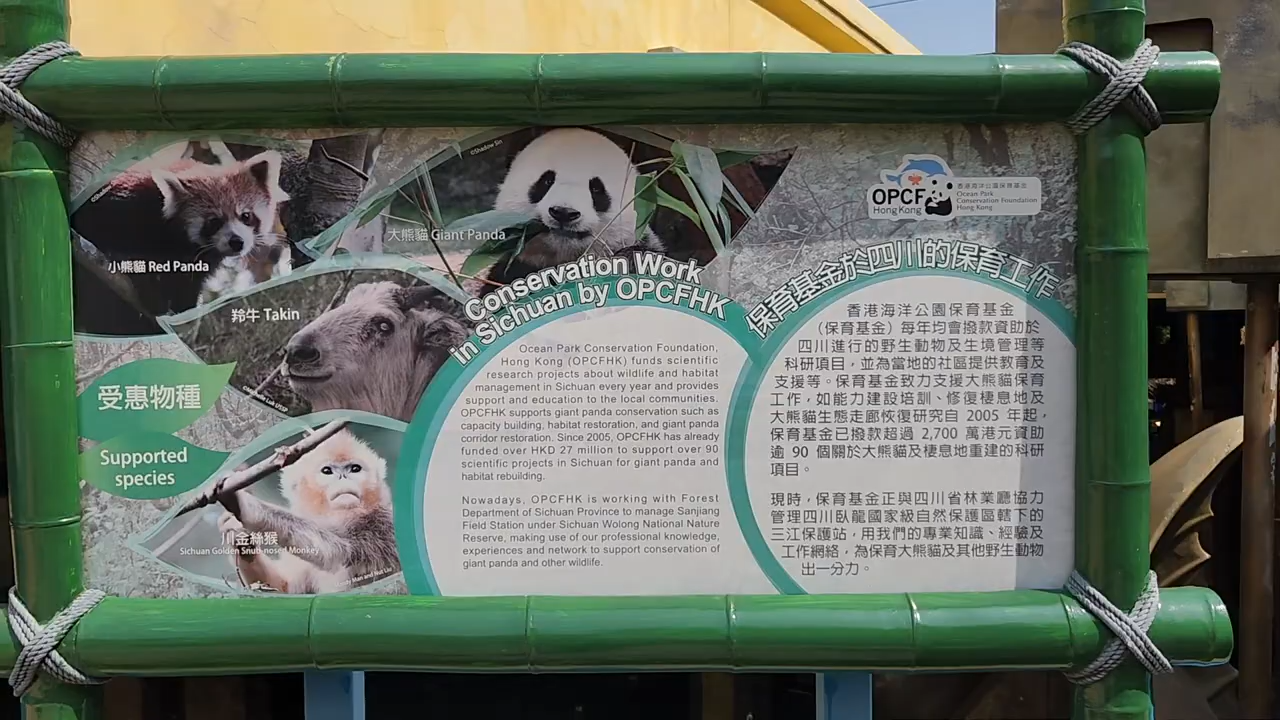 ©Shadow Sin
小熊貓 Red Panda
大熊貓 Giant Panda
羚牛 Takin
受惠物種
Supported
species
川金絲猴
Sichuan Golden Snub-nosed Monkey
OPCF
Hong Kong
香港海洋公園保育基金
Ocean Park
Conservation Foundation
Hong Kong
Conservation Work
in Sichuan by OPCFHK
Ocean Park Conservation Foundation,
Hong Kong (OPCFHK) funds scientific
research projects about wildlife and habitat
management in Sichuan every year and provides
support and education to the local communities.
OPCFHK supports giant panda conservation such as
capacity building, habitat restoration, and giant panda
corridor restoration. Since 2005, OPCFHK has already
funded over HKD 27 million to support over 90
scientific projects in Sichuan for giant panda and
habitat rebuilding.
Nowadays, OPCFHK is working with Forest
Department of Sichuan Province to manage Sanjiang
Field Station under Sichuan Wolong National Nature
Reserve, making use of our professional knowledge,
experiences and network to support conservation of
giant panda and other wildlife.
保育基金於四川的保育工作
香港海洋公園保育基金
（保育基金）每年均會撥款資助於
四川進行的野生動物及生境管理等
科研項目，並為當地的社區提供教育及
支援等。保育基金致力支援大熊貓保育
工作，如能力建設培訓、修復棲息地及
大熊貓生態走廊恢復研究自 2005 年起，
保育基金已撥款超過 2,700 萬港元資助
逾 90 個關於大熊貓及棲息地重建的科研
項目。
現時，保育基金正與四川省林業廳協力
管理四川臥龍國家級自然保護區轄下的
三江保護站，用我們的專業知識、經驗及
工作網絡，為保育大熊貓及其他野生動物
出一分力。